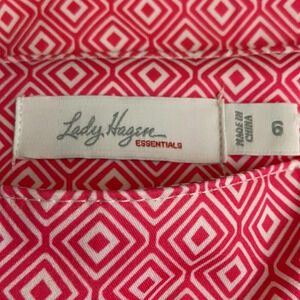 Lady Hagen
ESSENTIALS
MADE IN
CHINA
6